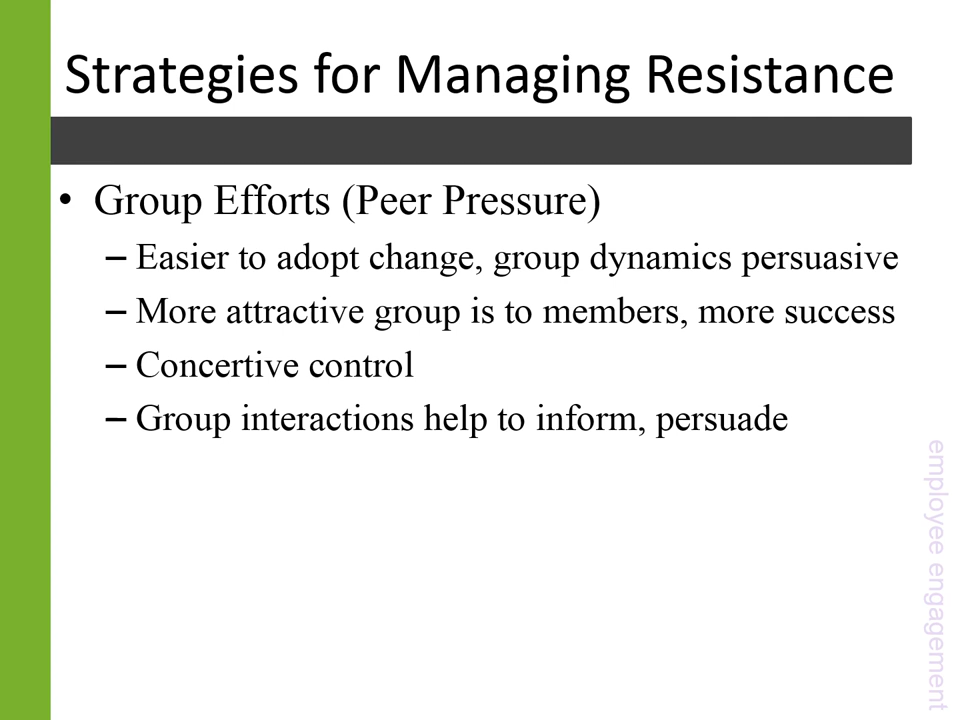 Strategies for Managing Resistance
• Group Efforts (Peer Pressure)
– Easier to adopt change, group dynamics persuasive
– More attractive group is to members, more success
– Concertive control
– Group interactions help to inform, persuade
employee engagement